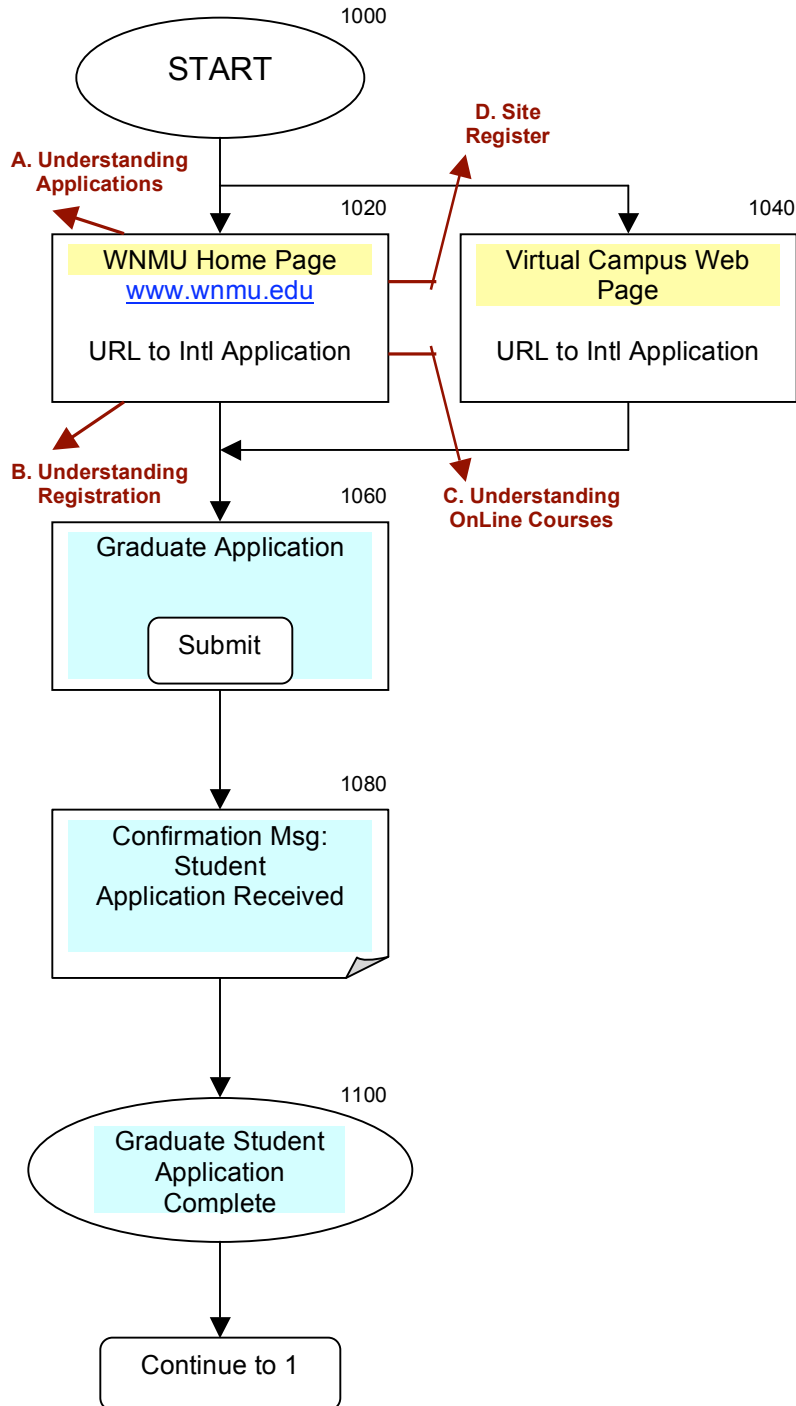 1000
START
D. Site
Register
A. Understanding
Applications
1020
1040
WNMU Home Page
www.wnmu.edu
URL to Intl Application
Virtual Campus Web
Page
URL to Intl Application
B. Understanding
Registration
C. Understanding
OnLine Courses
1060
Graduate Application
Submit
1080
Confirmation Msg:
Student
Application Received
1100
Graduate Student
Application
Complete
Continue to 1